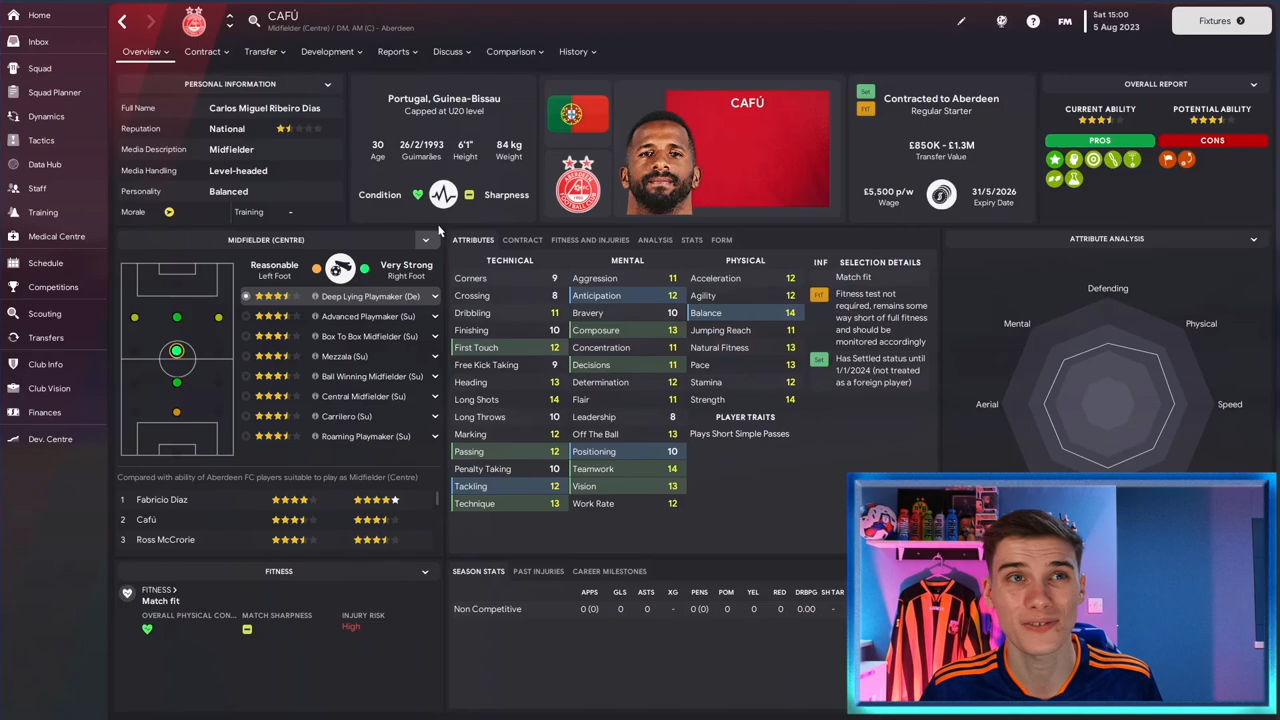 Home
Inbox
Squad
Squad Planner
Dynamics
Tactics
Data Hub
Staff
Training
Medical Centre
Schedule
Competitions
Scouting
Transfers
Club Info
Club Vision
Finances
Dev. Centre
CAFÚ
Midfielder (Centre) / DM, AM (C) - Aberdeen
FM
Sat 15:00
5 Aug 2023
Fixtures
Overview Contract Transfer Development Reports Discuss Comparison History
PERSONAL INFORMATION
Full Name Carlos Miguel Ribeiro Dias
Reputation National
Media Description Midfielder
Media Handling Level-headed
Personality Balanced
Morale Training -
Portugal, Guinea-Bissau
Capped at U20 level
30 26/2/1993 6'1" 84 kg
Age Guimarães Height Weight
Condition Sharpness
CAFÚ
Set
FIT
Contracted to Aberdeen
Regular Starter
£850K - £1.3M
Transfer Value
£5,500 p/w 31/5/2026
Wage Expiry Date
OVERALL REPORT
CURRENT ABILITY POTENTIAL ABILITY
PROS CONS
MIDFIELDER (CENTRE)
Reasonable Very Strong
Left Foot Right Foot
Deep Lying Playmaker (De)
Advanced Playmaker (Su)
Box To Box Midfielder (Su)
Mezzala (Su)
Ball Winning Midfielder (Su)
Central Midfielder (Su)
Carrilero (Su)
Roaming Playmaker (Su)
Compared with ability of Aberdeen FC players suitable to play as Midfielder (Centre)
1 Fabricio Díaz
2 Cafú
3 Ross McCrorie
FITNESS
FITNESS
Match fit
OVERALL PHYSICAL CON... MATCH SHARPNESS INJURY RISK
High
ATTRIBUTES CONTRACT FITNESS AND INJURIES ANALYSIS STATS FORM
TECHNICAL MENTAL PHYSICAL
Corners 9 Aggression 11 Acceleration 12
Crossing 8 Anticipation 12 Agility 12
Dribbling 11 Bravery 10 Balance 14
Finishing 10 Composure 13 Jumping Reach 11
First Touch 12 Concentration 11 Natural Fitness 13
Free Kick Taking 9 Decisions 11 Pace 13
Heading 13 Determination 12 Stamina 12
Long Shots 14 Flair 11 Strength 14
Long Throws 10 Leadership 8 PLAYER TRAITS
Marking 12 Off The Ball 13 Plays Short Simple Passes
Passing 12 Positioning 10
Penalty Taking 10 Teamwork 14
Tackling 12 Vision 13
Technique 13 Work Rate 12
INF SELECTION DETAILS
Match fit
FIT Fitness test not
required, remains some
way short of full fitness
and should be
monitored accordingly
Set Has Settled status until
1/1/2024 (not treated
as a foreign player)
SEASON STATS PAST INJURIES CAREER MILESTONES
APPS GLS ASTS XG PENS POM YEL RED DRBPG SH TAR
Non Competitive 0 (0) 0 0 - 0 (0) 0 0 0 0.00 -
ATTRIBUTE ANALYSIS
Defending
Mental Physical
Aerial Speed